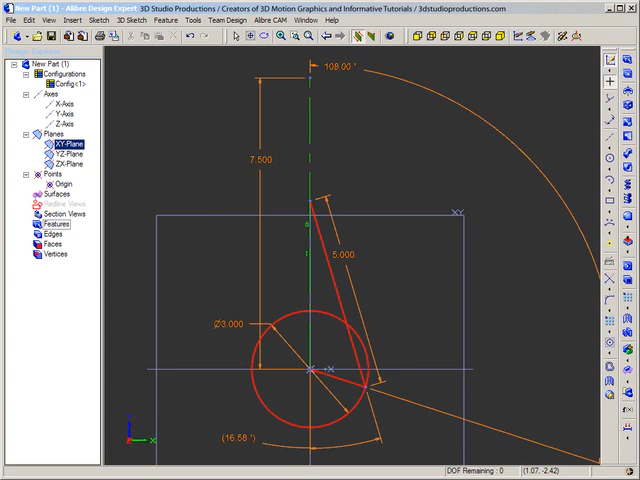 New Part (1) - Alibre Design Expert 3D Studio Productions / Creators of 3D Motion Graphics and Informative Tutorials / (www.3dstudioproductions.com)
File Edit View Insert Sketch 3D Sketch Feature Tools Team Design Alibre CAM Window Help
Design Explorer
New Part (1)
Configurations
Config<1>
Axes
X-Axis
Y-Axis
Z-Axis
Planes
XY-Plane
YZ-Plane
ZX-Plane
Points
Origin
Surfaces
Redline Views
Section Views
Features
Edges
Faces
Vertices
108.00 °
7.500
XY
5.000
Ø3.000
(16.58 °)
DOF Remaining : 0 (1.07, -2.42)